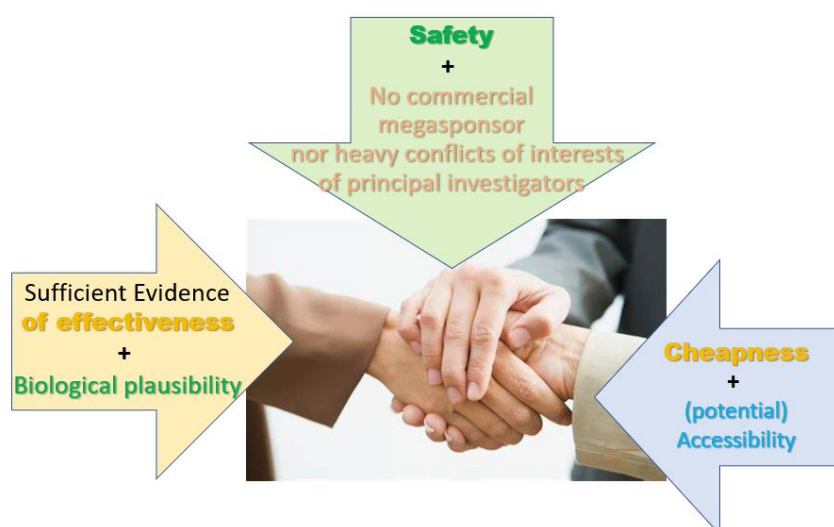 Safety
+
No commercial
megasponsor
nor heavy conflicts of interests
of principal investigators
Sufficient Evidence
of effectiveness
+
Biological plausibility
Cheapness
+
(potential)
Accessibility